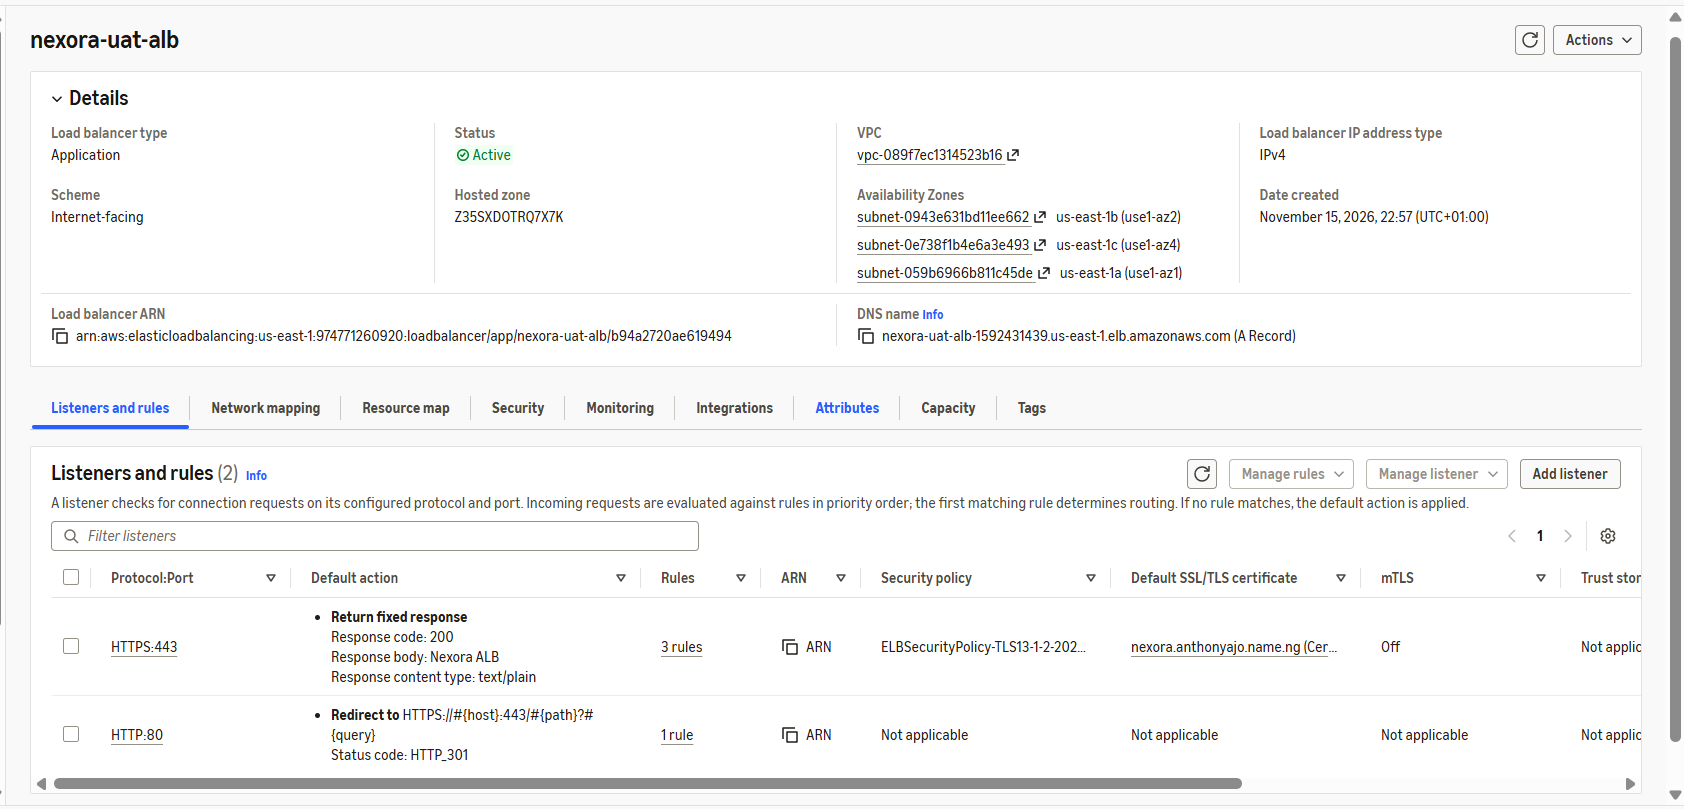 nexora-uat-alb
Actions
Details
Load balancer type
Application
Status
Active
VPC
vpc-089f7ec1314523b16
Load balancer IP address type
IPv4
Scheme
Internet-facing
Hosted zone
Z35SXDOTRQ7X7K
Availability Zones
subnet-0943e631bd11ee662 us-east-1b (use1-az2)
subnet-0e738f1b4e6a3e493 us-east-1c (use1-az4)
subnet-059b6966b811c45de us-east-1a (use1-az1)
Date created
November 15, 2026, 22:57 (UTC+01:00)
Load balancer ARN
arn:aws:elasticloadbalancing:us-east-1:974771260920:loadbalancer/app/nexora-uat-alb/b94a2720ae619494
DNS name Info
nexora-uat-alb-1592431439.us-east-1.elb.amazonaws.com (A Record)
Listeners and rules Network mapping Resource map Security Monitoring Integrations Attributes Capacity Tags
Listeners and rules (2) Info
Manage rules Manage listener Add listener
A listener checks for connection requests on its configured protocol and port. Incoming requests are evaluated against rules in priority order; the first matching rule determines routing. If no rule matches, the default action is applied.
Filter listeners
1
Protocol:Port Default action Rules ARN Security policy Default SSL/TLS certificate mTLS Trust stor
HTTPS:443
• Return fixed response
Response code: 200
Response body: Nexora ALB
Response content type: text/plain
3 rules
ARN
ELBSecurityPolicy-TLS13-1-2-202...
nexora.anthonyajo.name.ng (Cer...
Off
Not applic
HTTP:80
• Redirect to HTTPS://#{host}:443/#{path}?#
{query}
Status code: HTTP_301
1 rule
ARN
Not applicable
Not applicable
Not applicable
Not applic